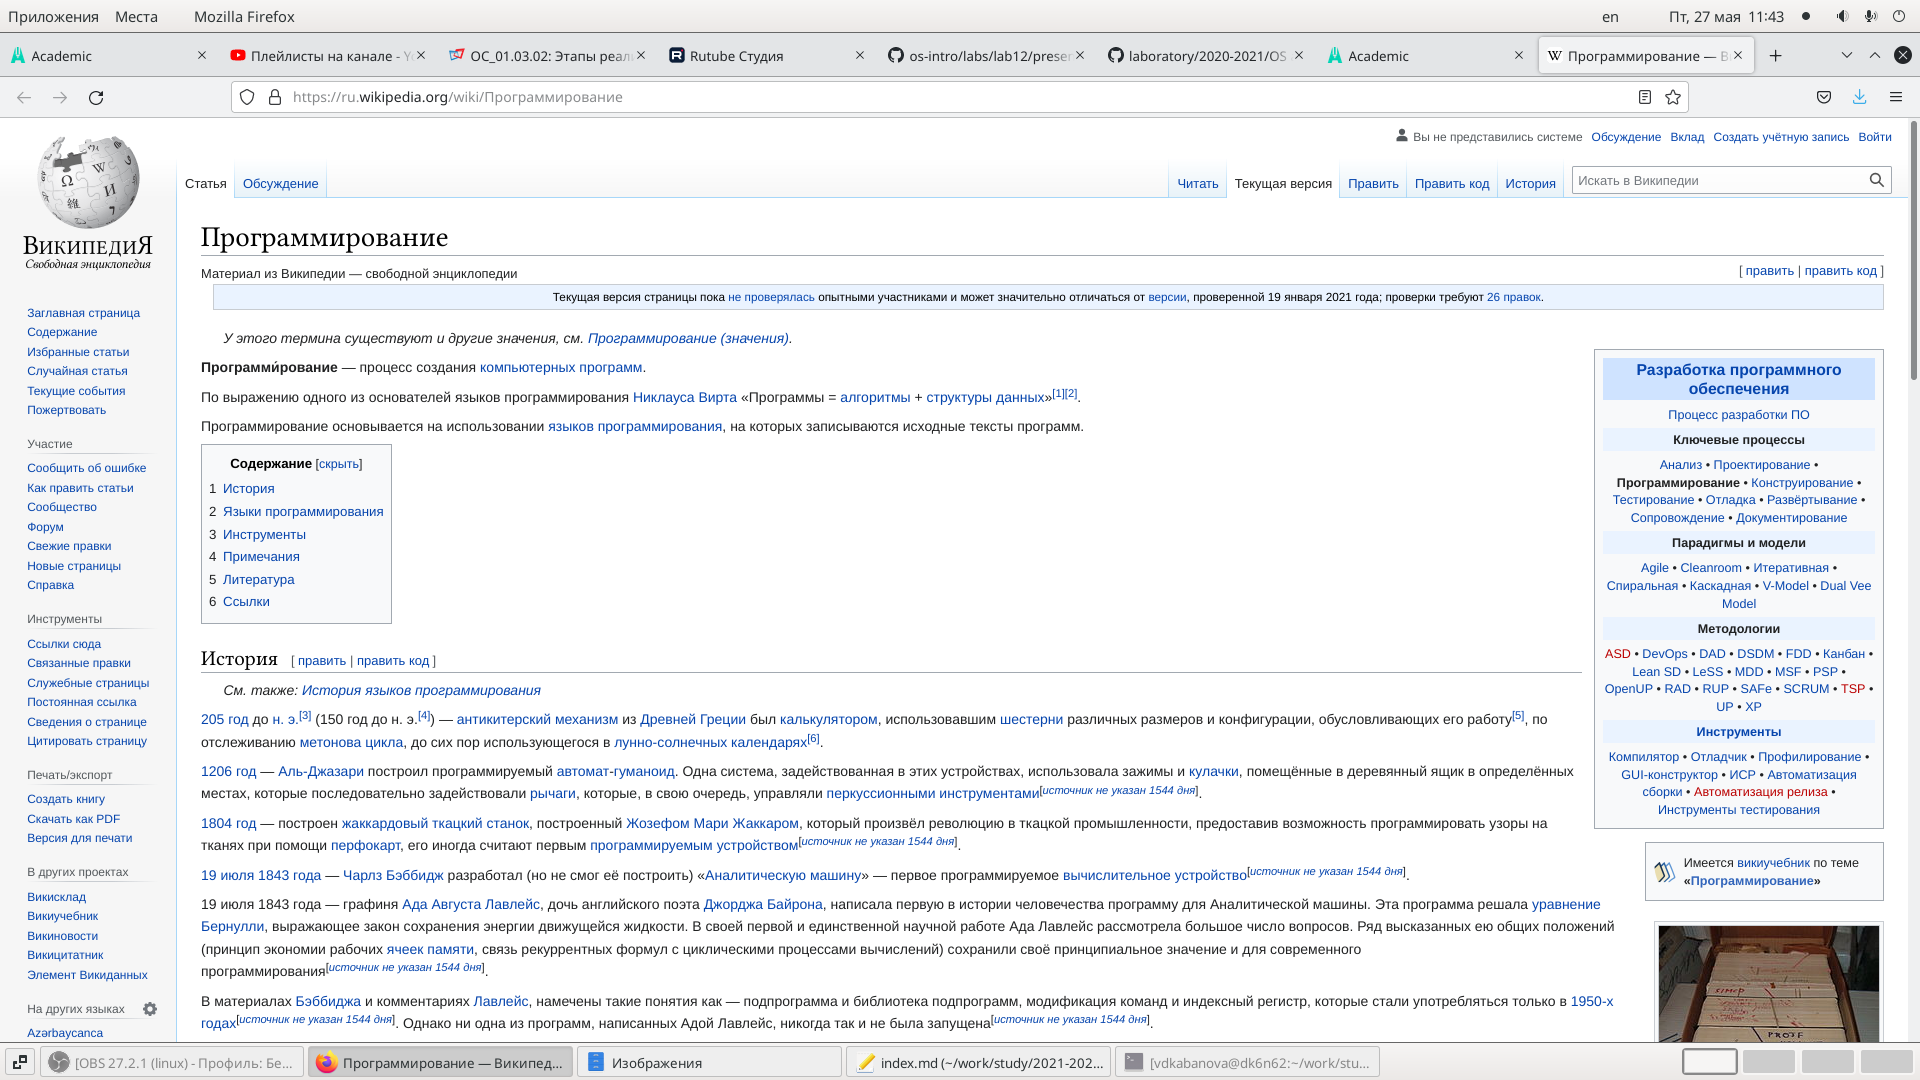 Приложения Места Mozilla Firefox en Пт, 27 мая 11:43
Academic Плейлисты на канале - ОС_01.03.02: Этапы реал Rutube Студия os-intro/labs/lab12/presen laboratory/2020-2021/OS Academic Программирование —
https://ru.wikipedia.org/wiki/Программирование
Вы не представились системе Обсуждение Вклад Создать учётную запись Войти
Статья Обсуждение Читать Текущая версия Править Править код История Искать в Википедии
ВИКИПЕДИЯ
Свободная энциклопедия
Заглавная страница
Содержание
Избранные статьи
Случайная статья
Текущие события
Пожертвовать
Участие
Сообщить об ошибке
Как править статьи
Сообщество
Форум
Свежие правки
Новые страницы
Справка
Инструменты
Ссылки сюда
Связанные правки
Служебные страницы
Постоянная ссылка
Сведения о странице
Цитировать страницу
Печать/экспорт
Создать книгу
Скачать как PDF
Версия для печати
В других проектах
Викисклад
Викиучебник
Викиновости
Викицитатник
Элемент Викиданных
На других языках
Azərbaycanca
Программирование
Материал из Википедии — свободной энциклопедии [ править | править код ]
Текущая версия страницы пока не проверялась опытными участниками и может значительно отличаться от версии, проверенной 19 января 2021 года; проверки требуют 26 правок.
У этого термина существуют и другие значения, см. Программирование (значения).
Программи́рование — процесс создания компьютерных программ.
По выражению одного из основателей языков программирования Никлауса Вирта «Программы = алгоритмы + структуры данных»[1][2].
Программирование основывается на использовании языков программирования, на которых записываются исходные тексты программ.
Содержание [скрыть]
1 История
2 Языки программирования
3 Инструменты
4 Примечания
5 Литература
6 Ссылки
История [ править | править код ]
См. также: История языков программирования
205 год до н. э.[3] (150 год до н. э.[4]) — антикитерский механизм из Древней Греции был калькулятором, использовавшим шестерни различных размеров и конфигурации, обусловливающих его работу[5], по
отслеживанию метонова цикла, до сих пор использующегося в лунно-солнечных календарях[6].
1206 год — Аль-Джазари построил программируемый автомат-гуманоид. Одна система, задействованная в этих устройствах, использовала зажимы и кулачки, помещённые в деревянный ящик в определённых
местах, которые последовательно задействовали рычаги, которые, в свою очередь, управляли перкуссионными инструментами[источник не указан 1544 дня].
1804 год — построен жаккардовый ткацкий станок, построенный Жозефом Мари Жаккаром, который произвёл революцию в ткацкой промышленности, предоставив возможность программировать узоры на
тканях при помощи перфокарт, его иногда считают первым программируемым устройством[источник не указан 1544 дня].
19 июля 1843 года — Чарлз Бэббидж разработал (но не смог её построить) «Аналитическую машину» — первое программируемое вычислительное устройство[источник не указан 1544 дня].
19 июля 1843 года — графиня Ада Августа Лавлейс, дочь английского поэта Джорджа Байрона, написала первую в истории человечества программу для Аналитической машины. Эта программа решала уравнение
Бернулли, выражающее закон сохранения энергии движущейся жидкости. В своей первой и единственной научной работе Ада Лавлейс рассмотрела большое число вопросов. Ряд высказанных ею общих положений
(принцип экономии рабочих ячеек памяти, связь рекуррентных формул с циклическими процессами вычислений) сохранили своё принципиальное значение и для современного
программирования[источник не указан 1544 дня].
В материалах Бэббиджа и комментариях Лавлейс, намечены такие понятия как — подпрограмма и библиотека подпрограмм, модификация команд и индексный регистр, которые стали употребляться только в 1950-х
годах[источник не указан 1544 дня]. Однако ни одна из программ, написанных Адой Лавлейс, никогда так и не была запущена[источник не указан 1544 дня].
Разработка программного
обеспечения
Процесс разработки ПО
Ключевые процессы
Анализ • Проектирование •
Программирование • Конструирование •
Тестирование • Отладка • Развёртывание •
Сопровождение • Документирование
Парадигмы и модели
Agile • Cleanroom • Итеративная •
Спиральная • Каскадная • V-Model • Dual Vee
Model
Методологии
ASD • DevOps • DAD • DSDM • FDD • Канбан •
Lean SD • LeSS • MDD • MSF • PSP •
OpenUP • RAD • RUP • SAFe • SCRUM • TSP •
UP • XP
Инструменты
Компилятор • Отладчик • Профилирование •
GUI-конструктор • ИСР • Автоматизация
сборки • Автоматизация релиза •
Инструменты тестирования
Имеется викиучебник по теме
«Программирование»
[OBS 27.2.1 (linux) - Профиль: Бе... Программирование — Википед... Изображения index.md (~/work/study/2021-202... [vdkabanova@dk6n62:~/work/stu...